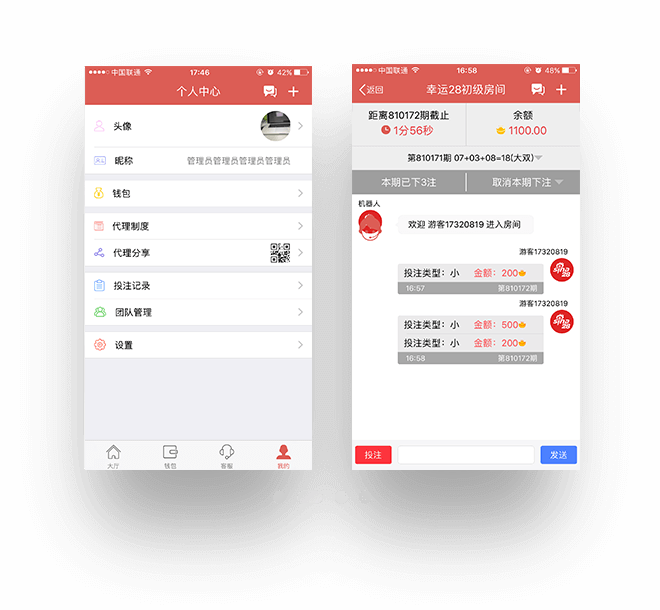 中国联通 17:46 42%
个人中心
头像
昵称 管理员管理员管理员管理员
钱包
代理制度
代理分享
投注记录
团队管理
设置
大厅 钱包 客服 我的
中国联通 16:58 48%
返回 幸运28初级房间
距离810172期截止 余额
1分56秒 1100.00
第810171期 07+03+08=18(大双)
本期已下3注 取消本期下注
机器人
欢迎 游客17320819 进入房间
游客17320819
投注类型：小 金额：200
16:57 第810172期
游客17320819
投注类型：小 金额：500
投注类型：小 金额：200
16:58 第810172期
投注 发送